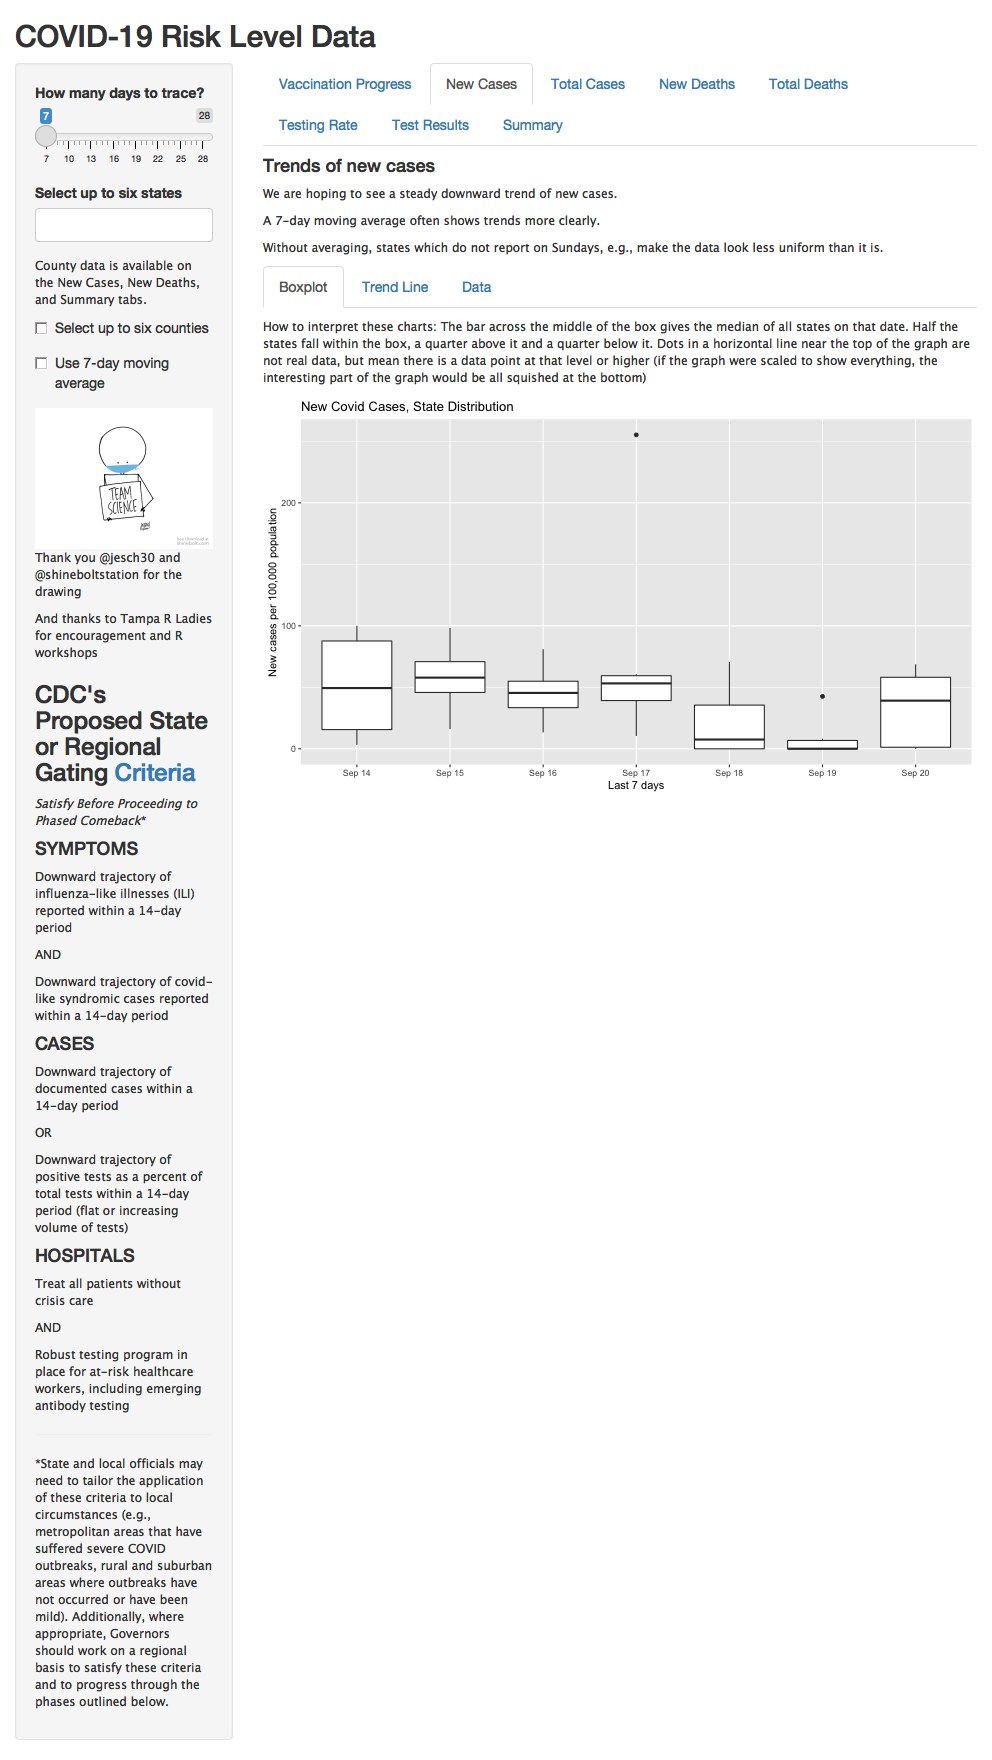 COVID-19 Risk Level Data
How many days to trace?
7
28
7 10 13 16 19 22 25 28
Select up to six states
County data is available on
the New Cases, New Deaths,
and Summary tabs.
Select up to six counties
Use 7-day moving
average
TEAM
SCIENCE
Thank you @jesch30 and
@shineboltstation for the
drawing
And thanks to Tampa R Ladies
for encouragement and R
workshops
CDC's
Proposed State
or Regional
Gating Criteria
Satisfy Before Proceeding to
Phased Comeback*
SYMPTOMS
Downward trajectory of
influenza-like illnesses (ILI)
reported within a 14-day
period
AND
Downward trajectory of covid-
like syndromic cases reported
within a 14-day period
CASES
Downward trajectory of
documented cases within a
14-day period
OR
Downward trajectory of
positive tests as a percent of
total tests within a 14-day
period (flat or increasing
volume of tests)
HOSPITALS
Treat all patients without
crisis care
AND
Robust testing program in
place for at-risk healthcare
workers, including emerging
antibody testing
*State and local officials may
need to tailor the application
of these criteria to local
circumstances (e.g.,
metropolitan areas that have
suffered severe COVID
outbreaks, rural and suburban
areas where outbreaks have
not occurred or have been
mild). Additionally, where
appropriate, Governors
should work on a regional
basis to satisfy these criteria
and to progress through the
phases outlined below.
Vaccination Progress New Cases Total Cases New Deaths Total Deaths
Testing Rate Test Results Summary
Trends of new cases
We are hoping to see a steady downward trend of new cases.
A 7-day moving average often shows trends more clearly.
Without averaging, states which do not report on Sundays, e.g., make the data look less uniform than it is.
Boxplot Trend Line Data
How to interpret these charts: The bar across the middle of the box gives the median of all states on that date. Half the
states fall within the box, a quarter above it and a quarter below it. Dots in a horizontal line near the top of the graph are
not real data, but mean there is a data point at that level or higher (if the graph were scaled to show everything, the
interesting part of the graph would be all squished at the bottom)
New Covid Cases, State Distribution
New cases per 100,000 population
200
100
0
Sep 14 Sep 15 Sep 16 Sep 17 Sep 18 Sep 19 Sep 20
Last 7 days